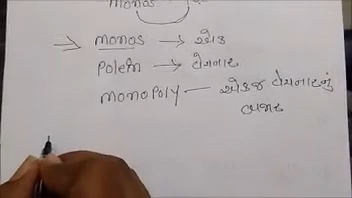 monos
⇒ monos → એક
Polein → વેચનાર
monopoly — એકજ વેચનારનું
બજાર